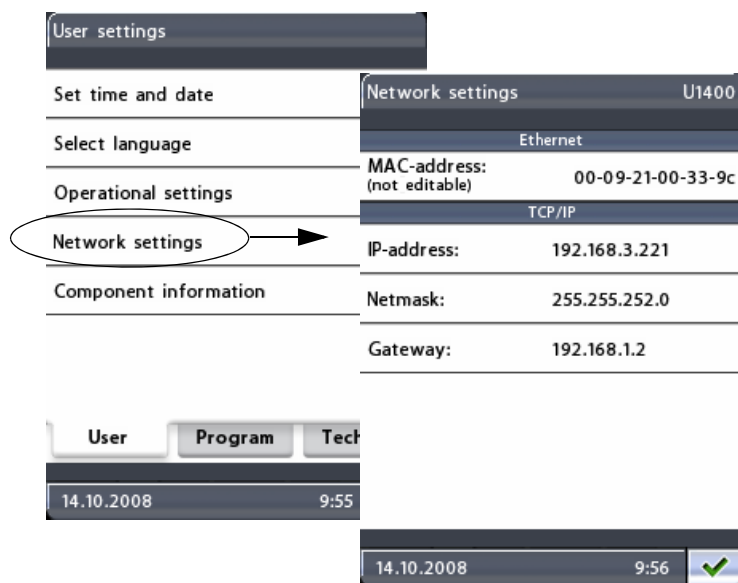 User settings
Set time and date
Select language
Operational settings
Network settings
Component information
User Program
14.10.2008 9:55
Network settings U1400
Ethernet
MAC-address: 00-09-21-00-33-9c
(not editable)
TCP/IP
IP-address: 192.168.3.221
Netmask: 255.255.252.0
Gateway: 192.168.1.2
14.10.2008 9:56